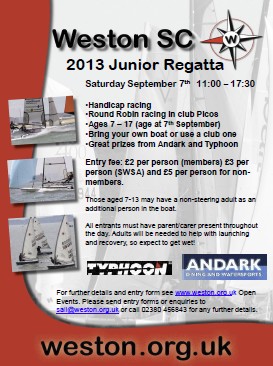 Weston SC
W
2013 Junior Regatta
Saturday September 7th 11:00 – 17:30
•Handicap racing
•Round Robin racing in club Picos
•Ages 7 – 17 (age at 7th September)
•Bring your own boat or use a club one
•Great prizes from Andark and Typhoon
Entry fee: £2 per person (members) £3 per
person (SWSA) and £5 per person for non-
members.
Those aged 7-13 may have a non-steering adult as an
additional person in the boat.
All entrants must have parent/carer present throughout
the day. Adults will be needed to help with launching
and recovery, so expect to get wet!
TYPHOON
ANDARK
DIVING AND WATERSPORTS
For further details and entry form see www.weston.org.uk Open
Events. Please send entry forms or enquiries to
sail@weston.org.uk or call 02380 456843 for any further details.
weston.org.uk